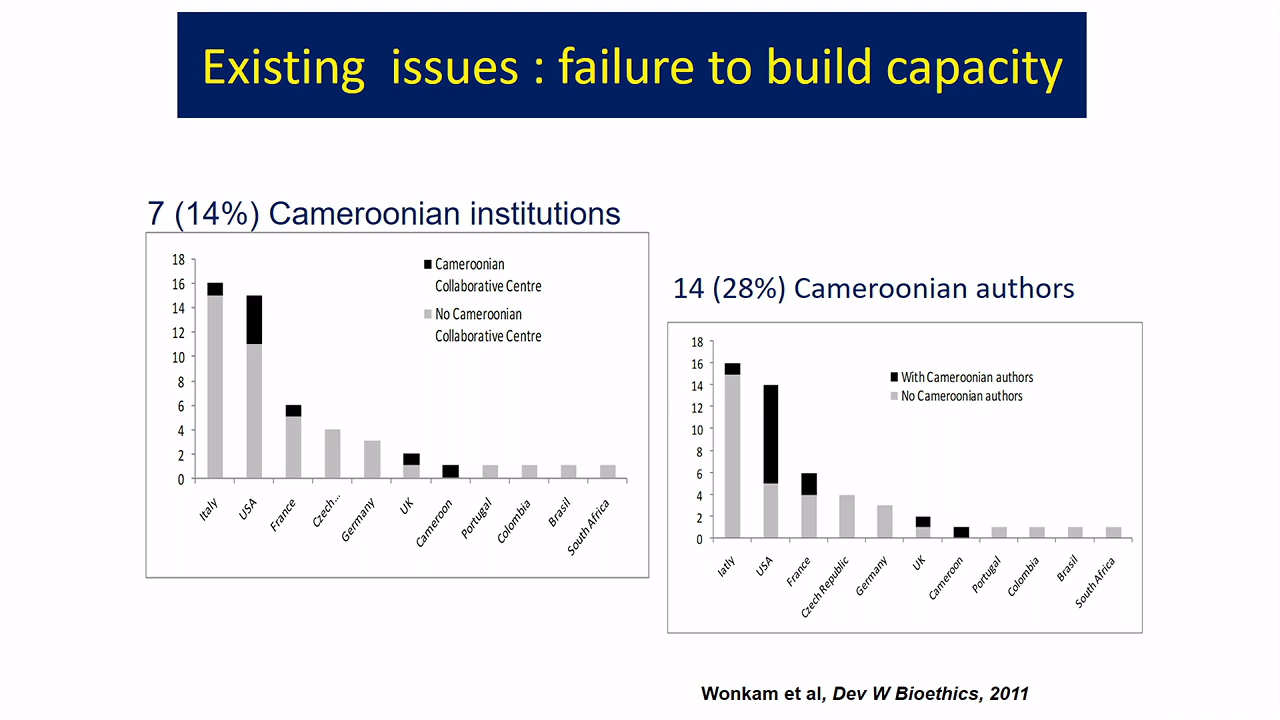 Existing issues : failure to build capacity
7 (14%) Cameroonian institutions
18
16
14
12
10
8
6
4
2
0
Cameroonian
Collaborative Centre
No Cameroonian
Collaborative Centre
Italy
USA
France
Czech...
Germany
UK
Cameroon
Portugal
Colombia
Brasil
South Africa
14 (28%) Cameroonian authors
18
16
14
12
10
8
6
4
2
0
With Cameroonian authors
No Cameroonian authors
Iatly
USA
France
Czech Republic
Germany
UK
Cameroon
Portugal
Colombia
Brasil
South Africa
Wonkam et al, Dev W Bioethics, 2011